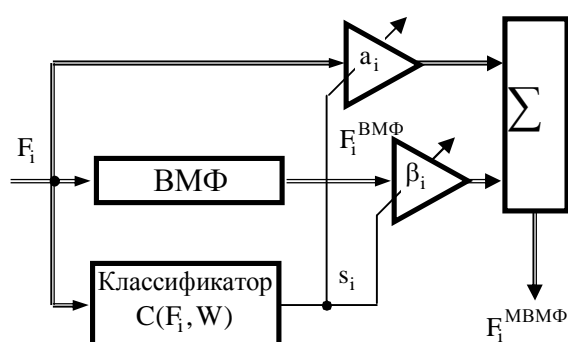 a_i
Σ
F_i
F_i^ВМФ
ВМФ
β_i
Классификатор
C(F_i, W)
s_i
F_i^МВМФ